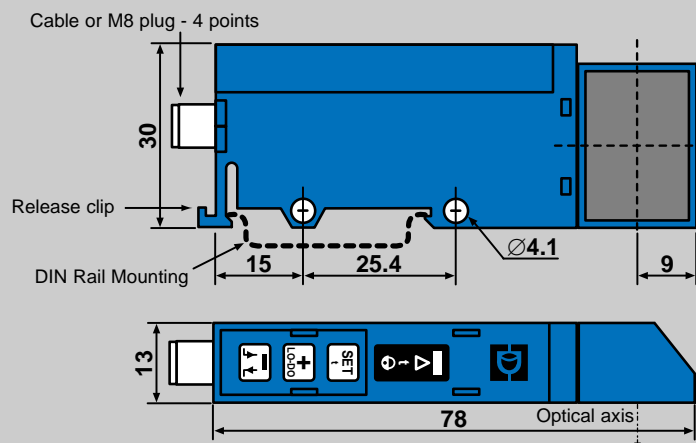 Cable or M8 plug - 4 points
30
Release clip
DIN Rail Mounting
15
25.4
∅4.1
9
13
+
LO-DO
SET
78
Optical axis